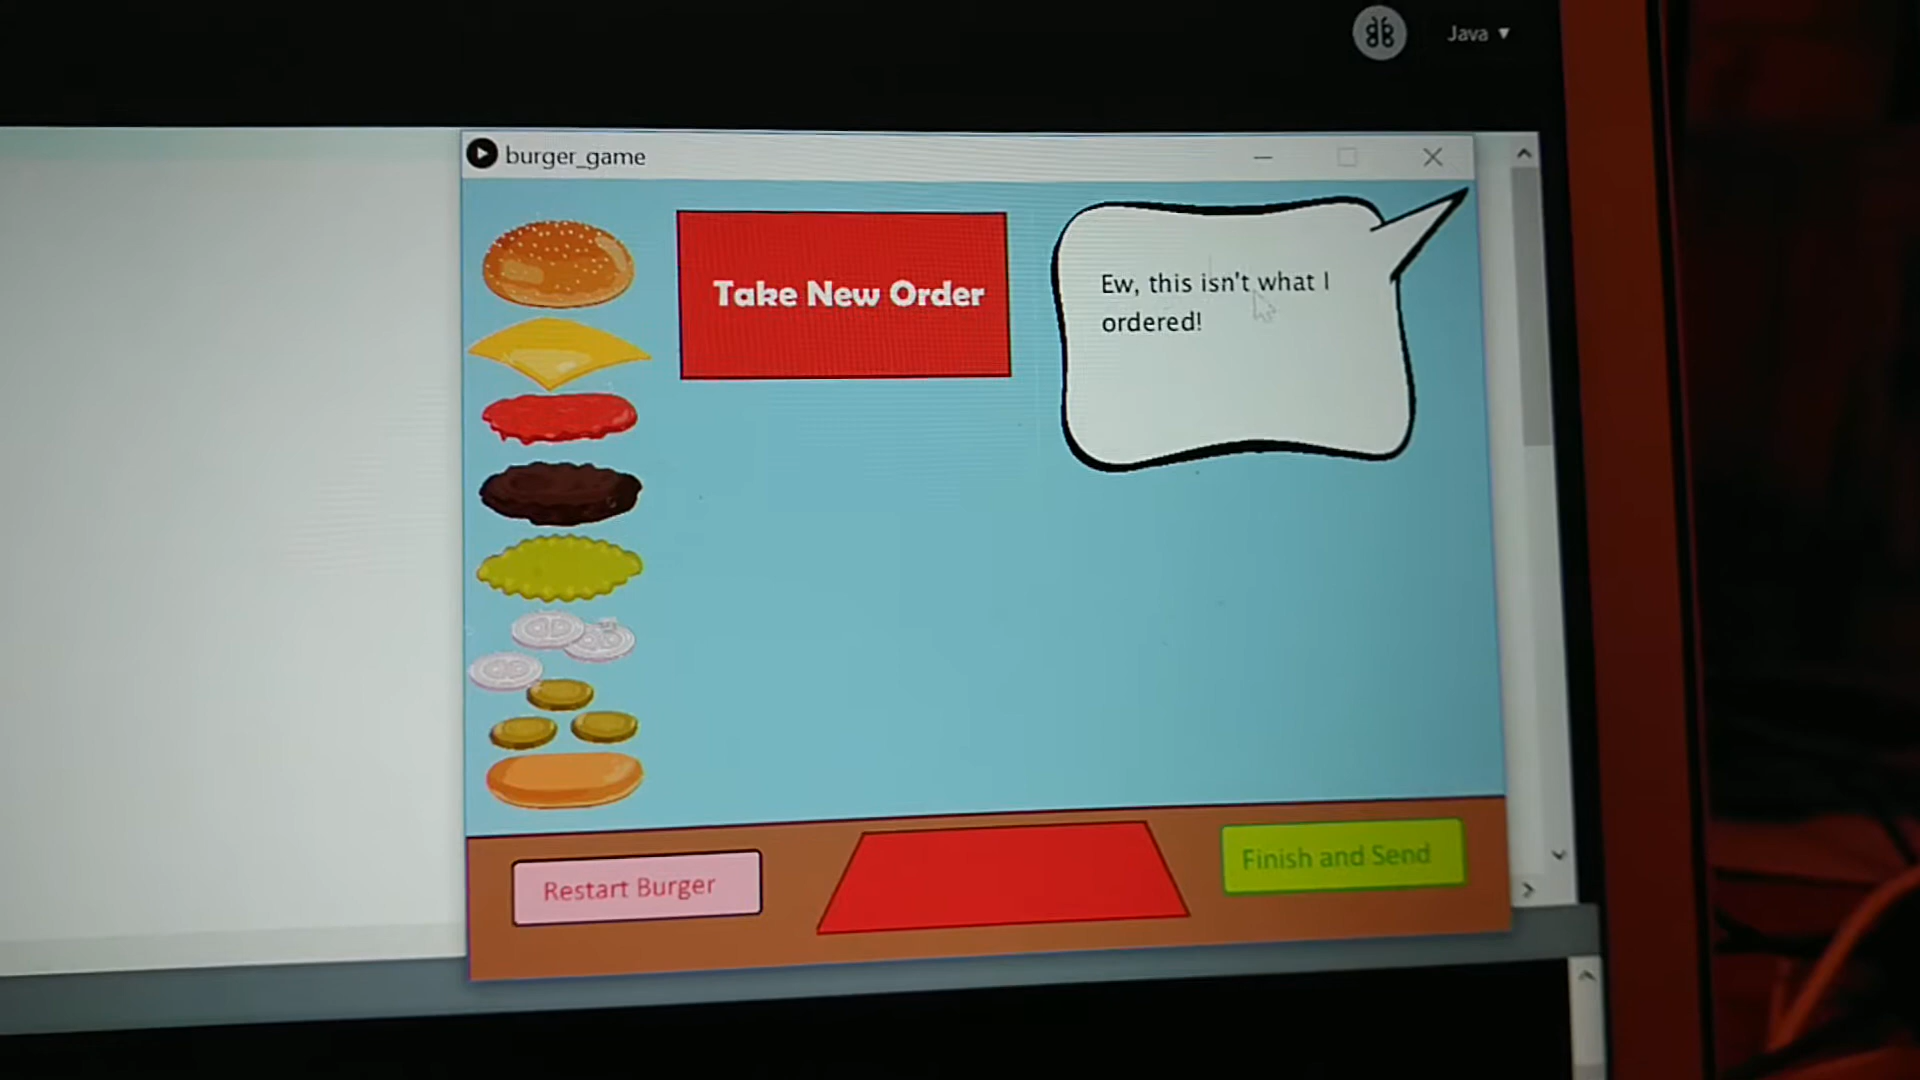 Java ▼
burger_game
Take New Order
Ew, this isn't what I
ordered!
Restart Burger
Finish and Send